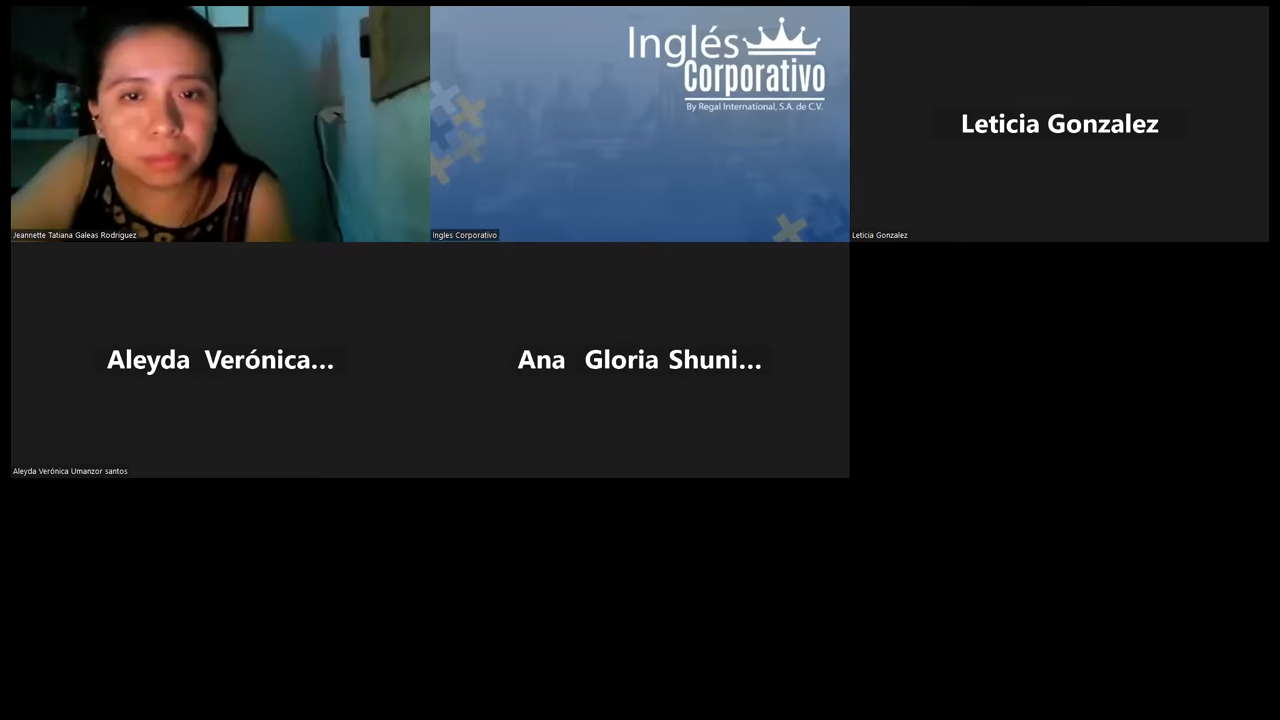 Inglés
Corporativo
By Regal International, S.A. de C.V.
Leticia Gonzalez
Jeannette Tatiana Galeas Rodriguez
Ingles Corporativo
Leticia Gonzalez
Aleyda Verónica...
Ana Gloria Shuni...
Aleyda Verónica Umanzor santos